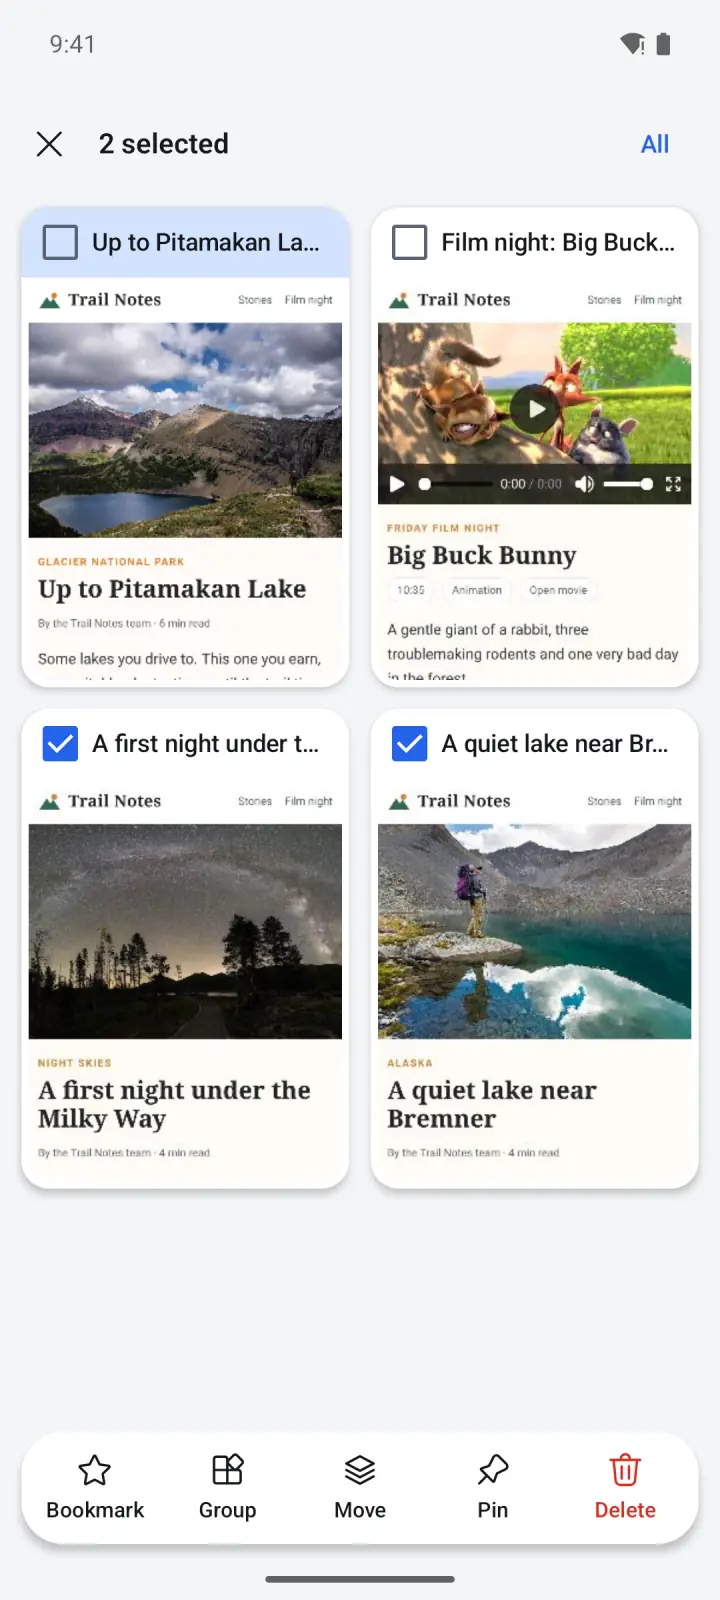 9:41
2 selected
All
Up to Pitamakan La...
Trail Notes
Stories Film night
GLACIER NATIONAL PARK
Up to Pitamakan Lake
By the Trail Notes team · 6 min read
Some lakes you drive to. This one you earn,
Film night: Big Buck...
Trail Notes
Stories Film night
0:00 / 0:00
FRIDAY FILM NIGHT
Big Buck Bunny
10:35 Animation Open movie
A gentle giant of a rabbit, three
troublemaking rodents and one very bad day
in the forest
A first night under t...
Trail Notes
Stories Film night
NIGHT SKIES
A first night under the
Milky Way
By the Trail Notes team · 4 min read
A quiet lake near Br...
Trail Notes
Stories Film night
ALASKA
A quiet lake near
Bremner
By the Trail Notes team · 4 min read
Bookmark
Group
Move
Pin
Delete